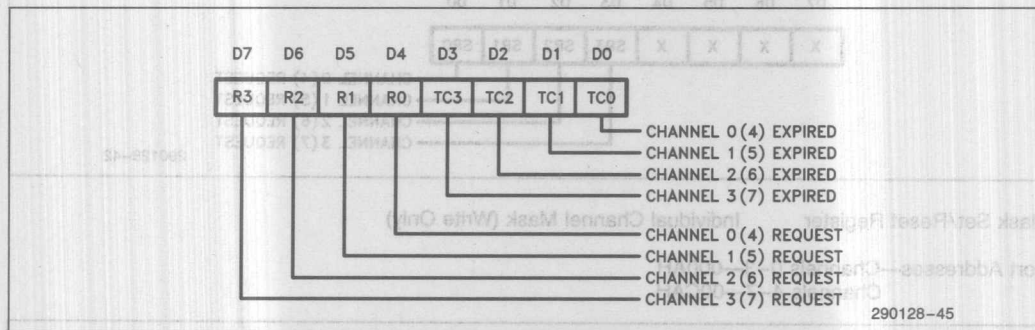 D7 D6 D5 D4 D3 D2 D1 D0
R3 R2 R1 R0 TC3 TC2 TC1 TC0
CHANNEL 0(4) EXPIRED
CHANNEL 1(5) EXPIRED
CHANNEL 2(6) EXPIRED
CHANNEL 3(7) EXPIRED
CHANNEL 0(4) REQUEST
CHANNEL 1(5) REQUEST
CHANNEL 2(6) REQUEST
CHANNEL 3(7) REQUEST
290128-45